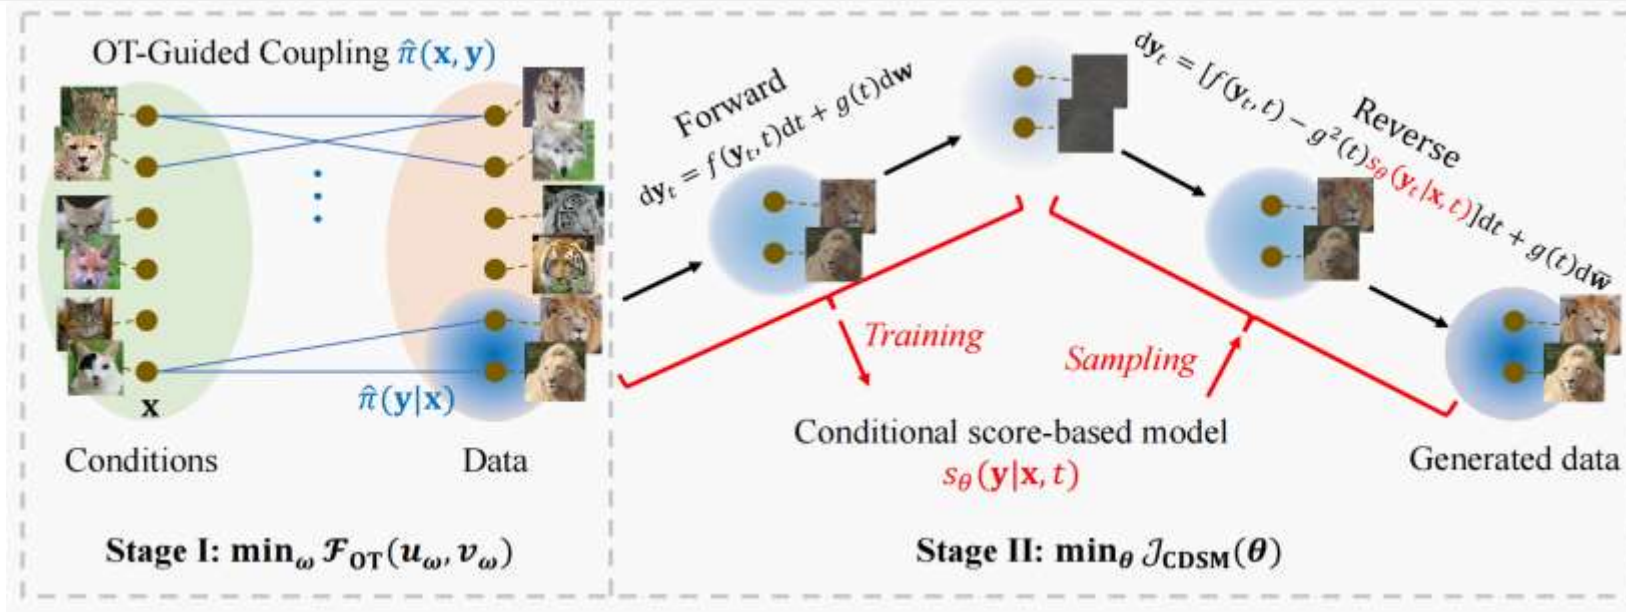 OT-Guided Coupling π̂(x, y)
π̂(y|x)
x
Conditions
Data
Stage I: min_ω ℱ_OT(u_ω, v_ω)
Forward
dy_t = f(y_t, t)dt + g(t)dw
Reverse
dy_t = [f(y_t, t) − g²(t)s_θ(y_t|x, t)]dt + g(t)dw̄
Training
Sampling
Conditional score-based model
s_θ(y|x, t)
Generated data
Stage II: min_θ 𝒥_CDSM(θ)